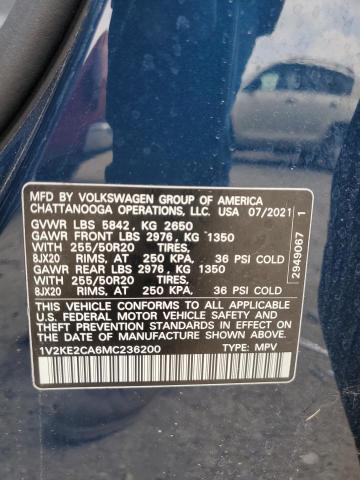 MFD BY VOLKSWAGEN GROUP OF AMERICA
CHATTANOOGA OPERATIONS, LLC. USA 07/2021
GVWR LBS 5842, KG 2650
GAWR FRONT LBS 2976, KG 1350
WITH 255/50R20 TIRES,
8JX20 RIMS, AT 250 KPA, 36 PSI COLD
GAWR REAR LBS 2976, KG 1350
WITH 255/50R20 TIRES,
8JX20 RIMS, AT 250 KPA, 36 PSI COLD
THIS VEHICLE CONFORMS TO ALL APPLICABLE
U.S. FEDERAL MOTOR VEHICLE SAFETY AND
THEFT PREVENTION STANDARDS IN EFFECT ON
THE DATE OF MANUFACTURE SHOWN ABOVE.
1V2KE2CA6MC236200 TYPE: MPV
2949067 1